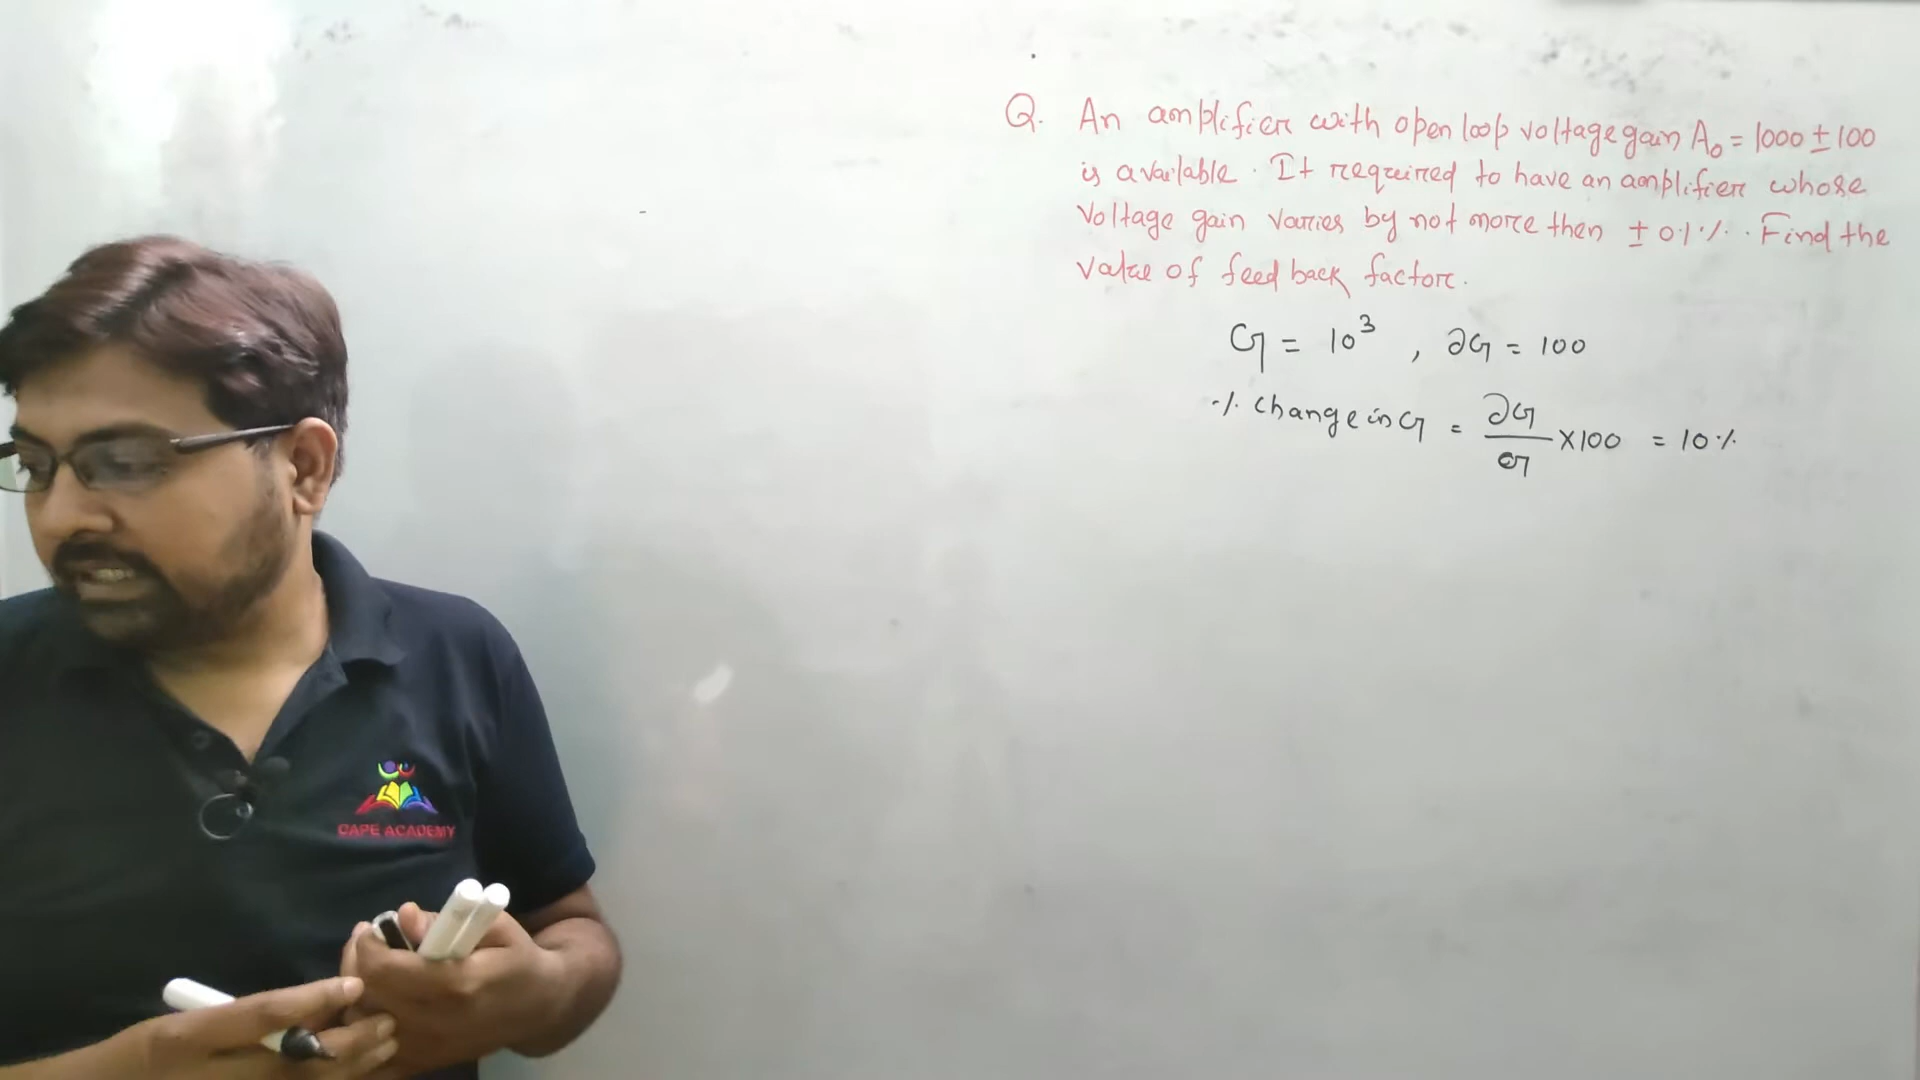 Q. An amplifier with open loop voltage gain A₀ = 1000 ± 100
is available. It required to have an amplifier whose
Voltage gain varies by not more then ± 0.1 %. Find the
value of feed back factor.
G = 10³ , ∂G = 100
% change in G = ∂G/G × 100 = 10 %
CAPE ACADEMY